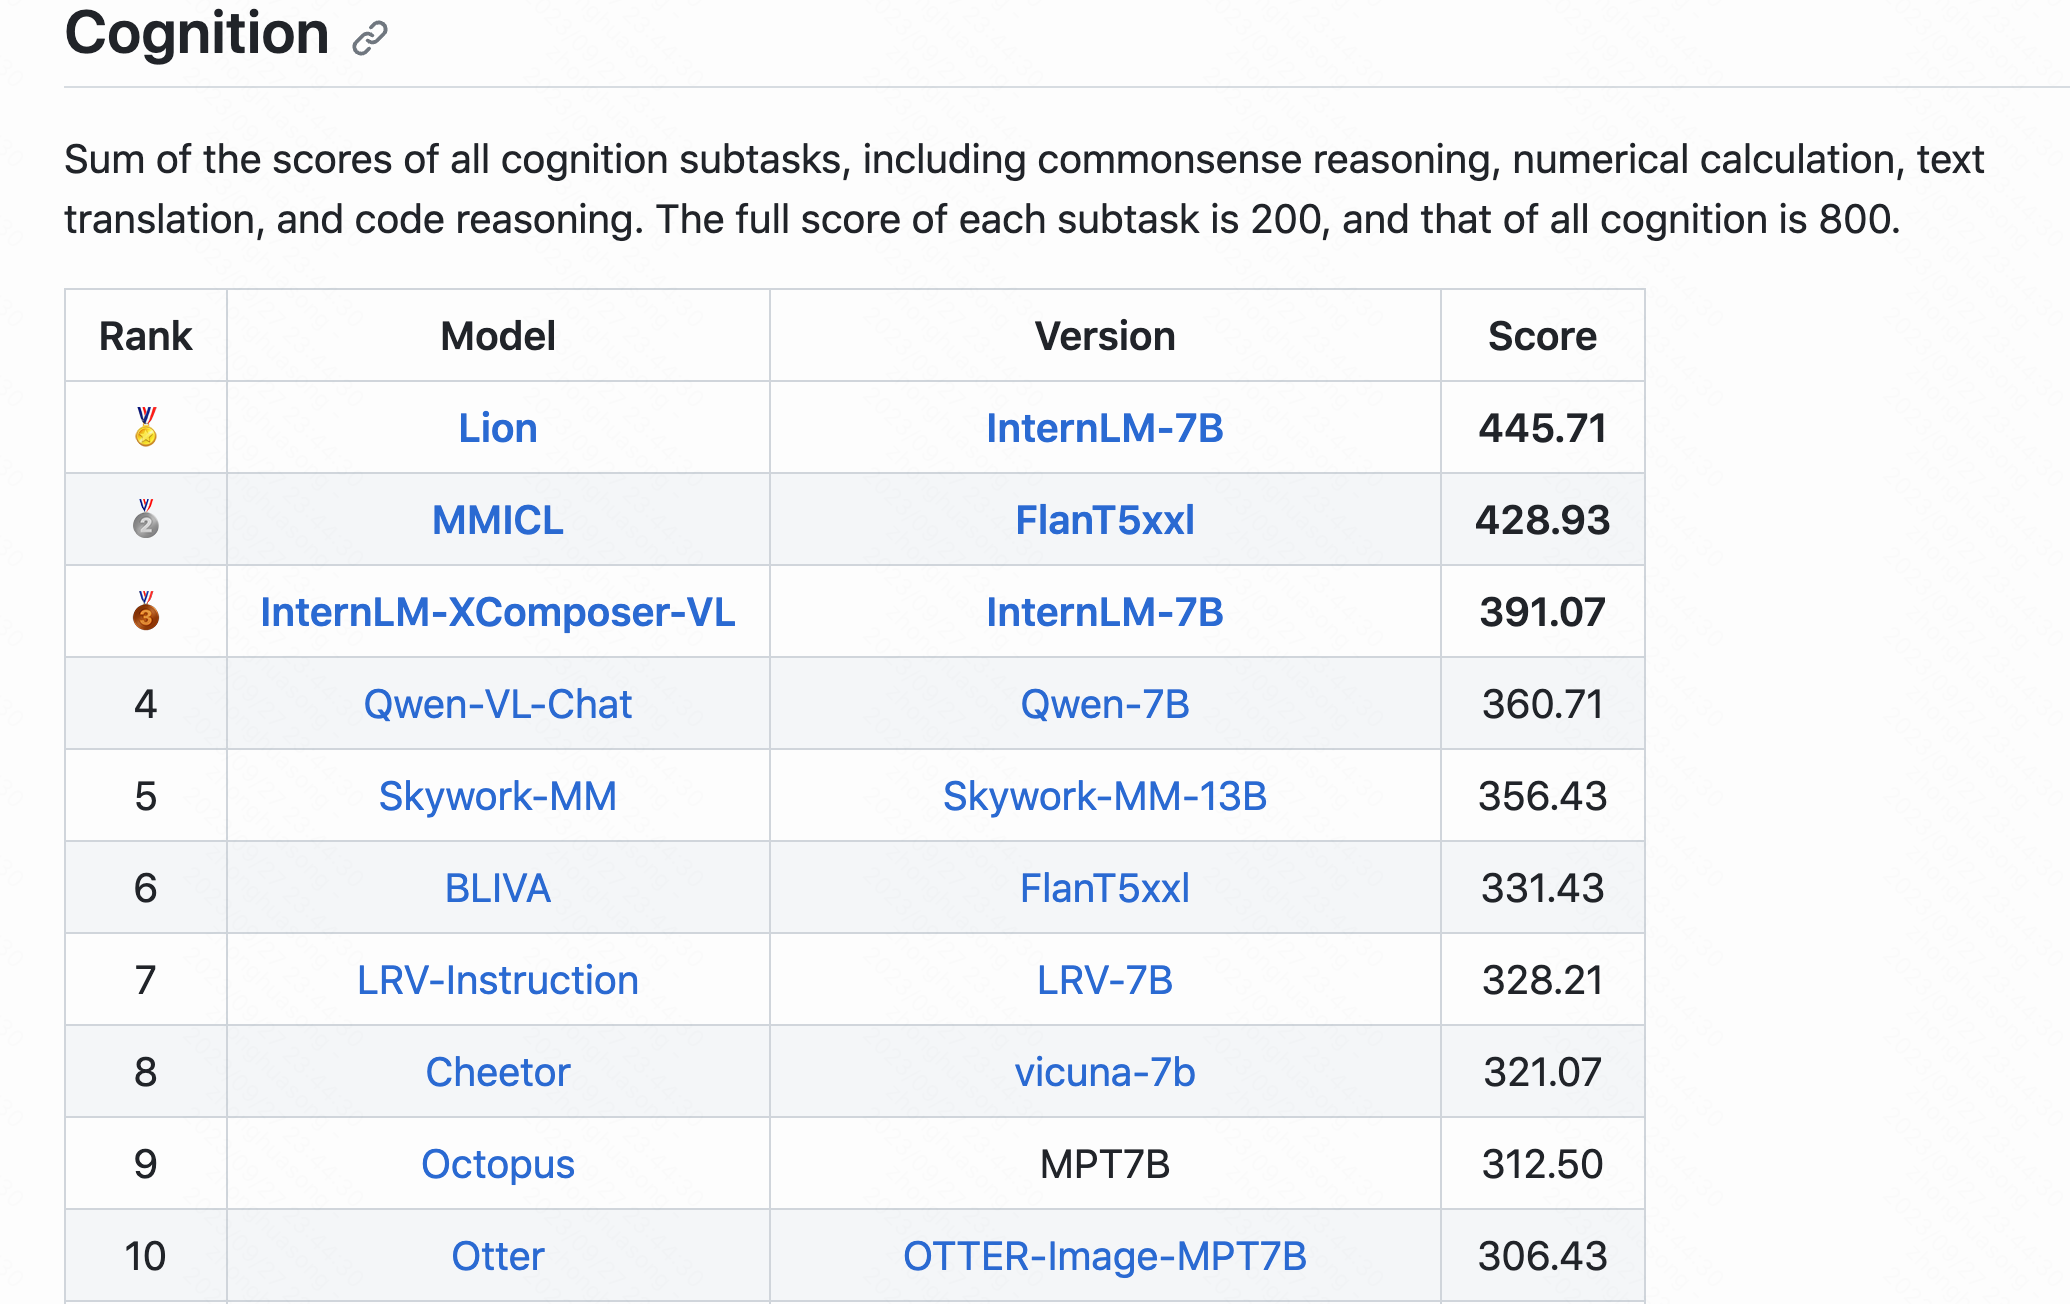 Cognition
Sum of the scores of all cognition subtasks, including commonsense reasoning, numerical calculation, text
translation, and code reasoning. The full score of each subtask is 200, and that of all cognition is 800.
Rank Model Version Score
🥇 Lion InternLM-7B 445.71
🥈 MMICL FlanT5xxl 428.93
🥉 InternLM-XComposer-VL InternLM-7B 391.07
4 Qwen-VL-Chat Qwen-7B 360.71
5 Skywork-MM Skywork-MM-13B 356.43
6 BLIVA FlanT5xxl 331.43
7 LRV-Instruction LRV-7B 328.21
8 Cheetor vicuna-7b 321.07
9 Octopus MPT7B 312.50
10 Otter OTTER-Image-MPT7B 306.43